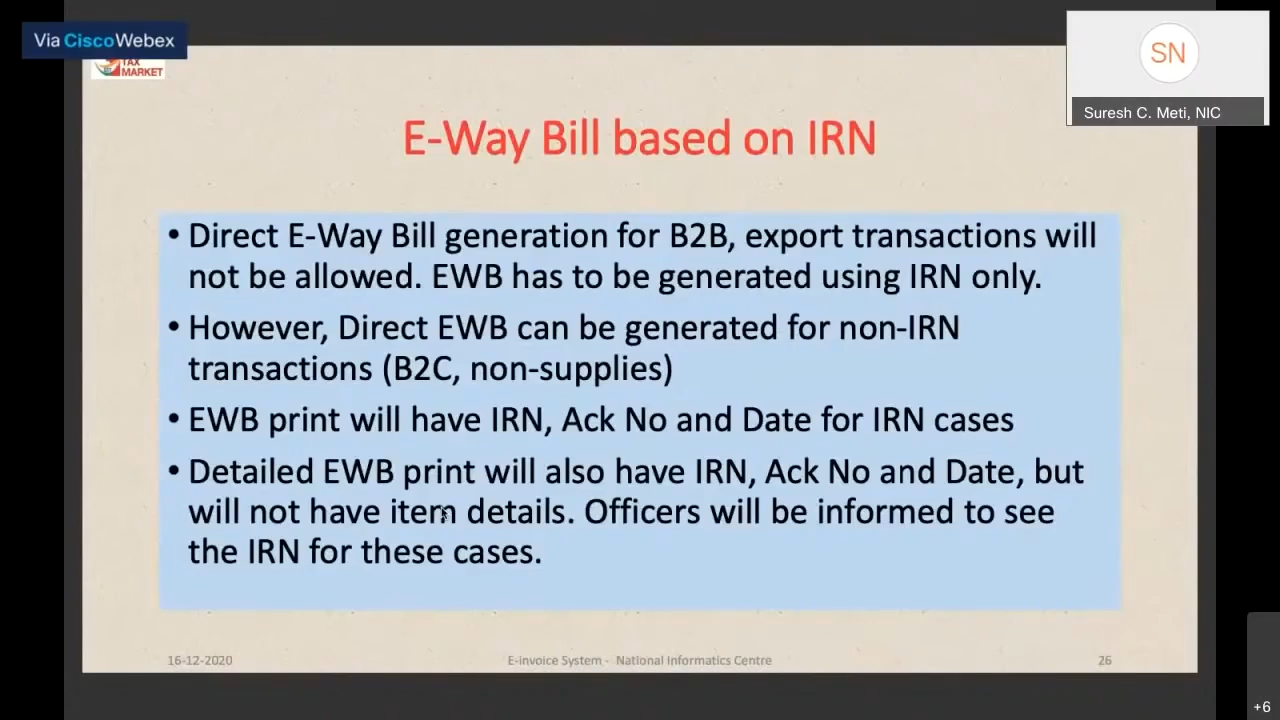 Via CiscoWebex
TAX
MARKET
SN
Suresh C. Meti, NIC
E-Way Bill based on IRN
• Direct E-Way Bill generation for B2B, export transactions will
not be allowed. EWB has to be generated using IRN only.
• However, Direct EWB can be generated for non-IRN
transactions (B2C, non-supplies)
• EWB print will have IRN, Ack No and Date for IRN cases
• Detailed EWB print will also have IRN, Ack No and Date, but
will not have item details. Officers will be informed to see
the IRN for these cases.
16-12-2020
E-invoice System - National Informatics Centre
26
+6